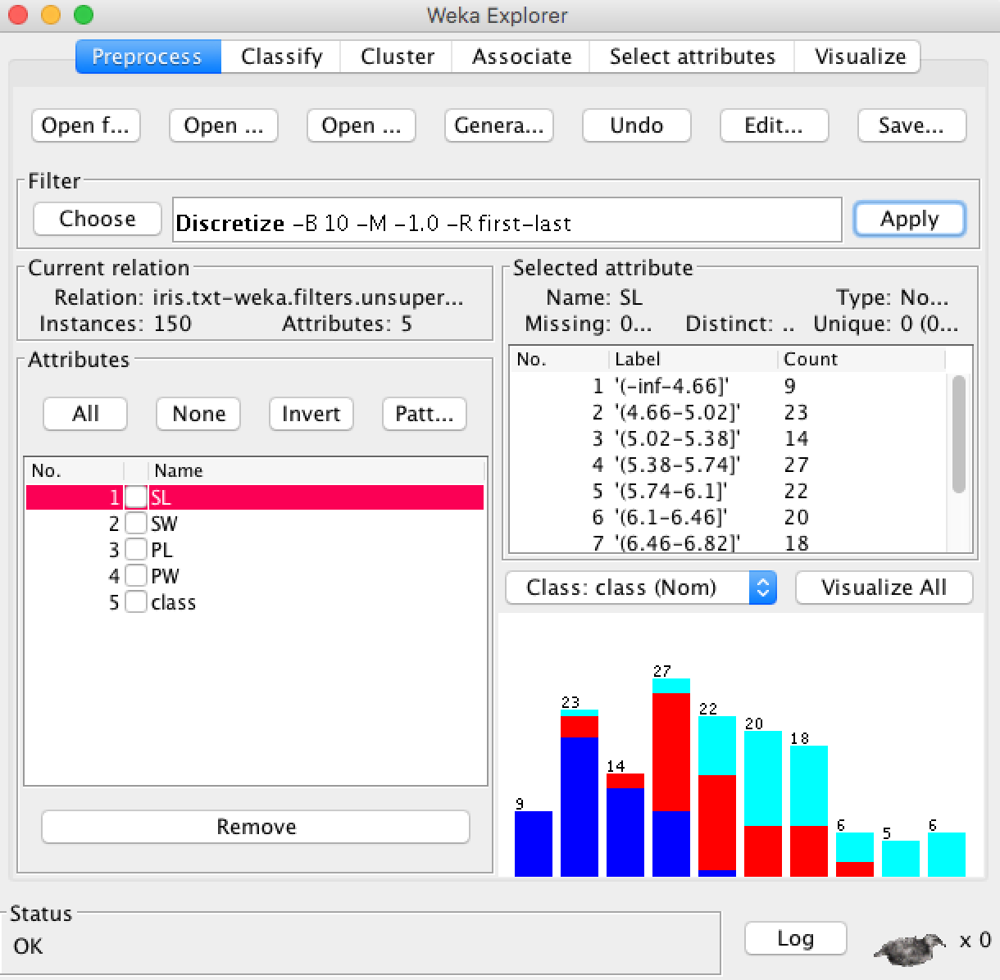 Weka Explorer
Preprocess Classify Cluster Associate Select attributes Visualize
Open f... Open ... Open ... Genera... Undo Edit... Save...
Filter
Choose Discretize -B 10 -M -1.0 -R first-last Apply
Current relation
Relation: iris.txt-weka.filters.unsuper...
Instances: 150 Attributes: 5
Attributes
All None Invert Patt...
No. Name
1 SL
2 SW
3 PL
4 PW
5 class
Remove
Selected attribute
Name: SL Type: No...
Missing: 0... Distinct: .. Unique: 0 (0...
No. Label Count
1 '(-inf-4.66]' 9
2 '(4.66-5.02]' 23
3 '(5.02-5.38]' 14
4 '(5.38-5.74]' 27
5 '(5.74-6.1]' 22
6 '(6.1-6.46]' 20
7 '(6.46-6.82]' 18
Class: class (Nom) Visualize All
9 23 14 27 22 20 18 6 5 6
Status
OK
Log x 0